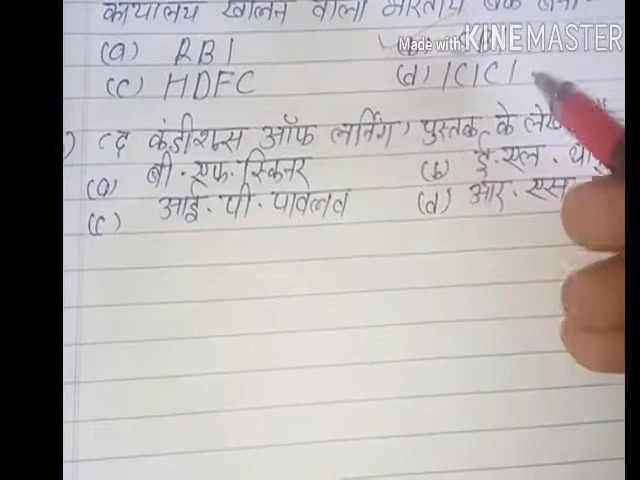 कार्यालय खोलने वाला भारतीय बैंक बना
(a) RBI
(c) HDFC (d) ICICI
Made with KINEMASTER
'द कंडीशन्स ऑफ लर्निंग' पुस्तक के
(a) बी. एफ. स्किनर (b) ई. एल.
(c) आई. पी. पावलव (d) आर. एस